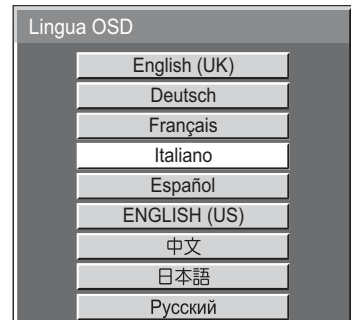 Lingua OSD
English (UK)
Deutsch
Français
Italiano
Español
ENGLISH (US)
中文
日本語
Русский